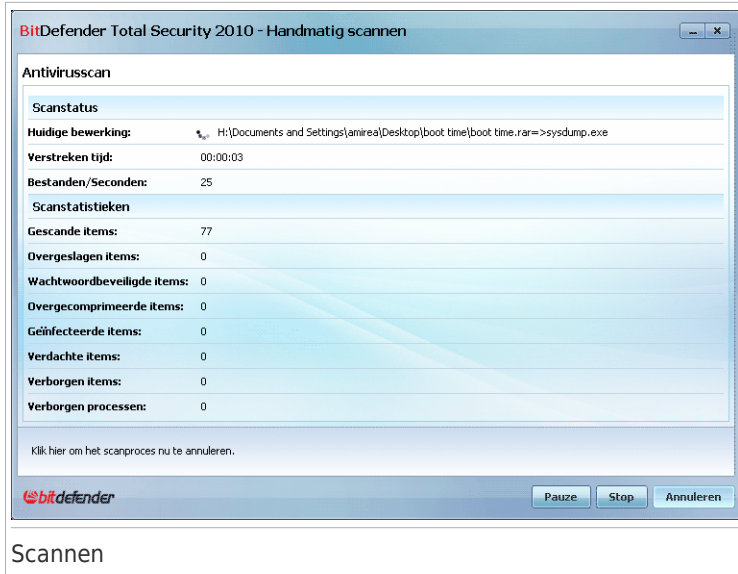 BitDefender Total Security 2010 - Handmatig scannen
Antivirusscan
Scanstatus
Huidige bewerking: H:\Documents and Settings\amirea\Desktop\boot time\boot time.rar=>sysdump.exe
Verstreken tijd: 00:00:03
Bestanden/Seconden: 25
Scanstatistieken
Gescande items: 77
Overgeslagen items: 0
Wachtwoordbeveiligde items: 0
Overgecomprimeerde items: 0
Geïnfecteerde items: 0
Verdachte items: 0
Verborgen items: 0
Verborgen processen: 0
Klik hier om het scanproces nu te annuleren.
bitdefender Pauze Stop Annuleren
Scannen